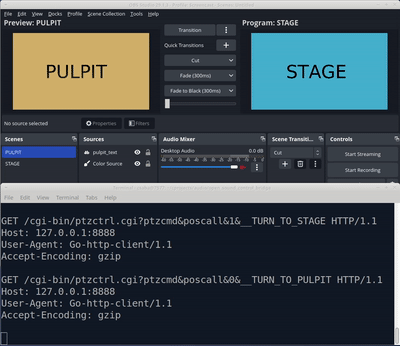 File Edit View Docks Profile Scene Collection Tools Help
Preview: PULPIT
Program: STAGE
PULPIT
STAGE
Transition
Quick Transitions
Cut
Fade (300ms)
Fade to Black (300ms)
No source selected
Properties
Filters
Scenes
PULPIT
STAGE
Sources
pulpit_text
Color Source
Audio Mixer
Desktop Audio
0.0 dB
Scene Transiti...
Cut
Controls
Start Streaming
Start Recording
File Edit View Terminal Tabs Help
GET /cgi-bin/ptzctrl.cgi?ptzcmd&poscall&1&__TURN_TO_STAGE HTTP/1.1
Host: 127.0.0.1:8888
User-Agent: Go-http-client/1.1
Accept-Encoding: gzip
GET /cgi-bin/ptzctrl.cgi?ptzcmd&poscall&0&__TURN_TO_PULPIT HTTP/1.1
Host: 127.0.0.1:8888
User-Agent: Go-http-client/1.1
Accept-Encoding: gzip